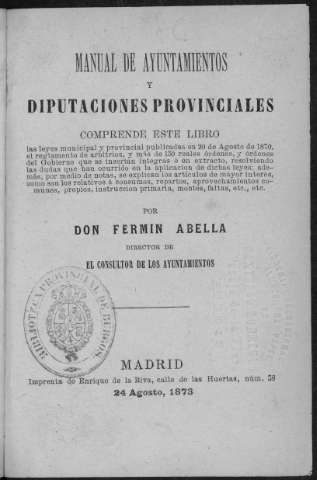 MANUAL DE AYUNTAMIENTOS
Y
DIPUTACIONES PROVINCIALES
COMPRENDE ESTE LIBRO
las leyes municipal y provincial publicadas en 20 de Agosto de 1870,
el reglamento de arbitrios, y más de 150 reales órdenes, y órdenes
del Gobierno que se insertan íntegras ó en extracto, resolviendo
las dudas que han ocurrido en la aplicacion de dichas leyes; ade-
más, por medio de notas, se explican los artículos de mayor interes,
como son los relativos á consumos, repartos, aprovechamientos co-
munes, propios, instruccion primaria, montes, faltas, etc., etc.
POR
DON FERMIN ABELLA
DIRECTOR DE
EL CONSULTOR DE LOS AYUNTAMIENTOS
BIBLIOTECA PROVINCIAL DE BURGOS
MADRID
Imprenta de Enrique de la Riva, calle de las Huertas, núm. 58
24 Agosto, 1873